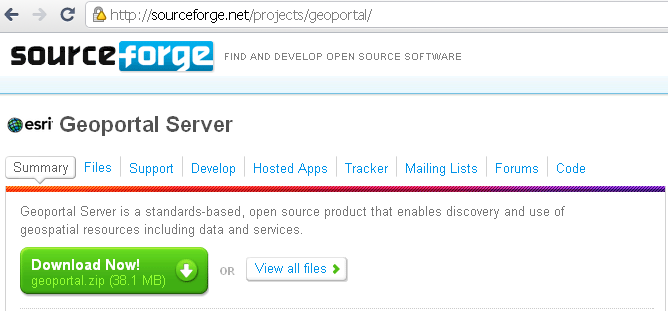 http://sourceforge.net/projects/geoportal/
sourceforge FIND AND DEVELOP OPEN SOURCE SOFTWARE
esri Geoportal Server
Summary Files Support Develop Hosted Apps Tracker Mailing Lists Forums Code
Geoportal Server is a standards-based, open source product that enables discovery and use of
geospatial resources including data and services.
Download Now!
geoportal.zip (38.1 MB)
OR View all files